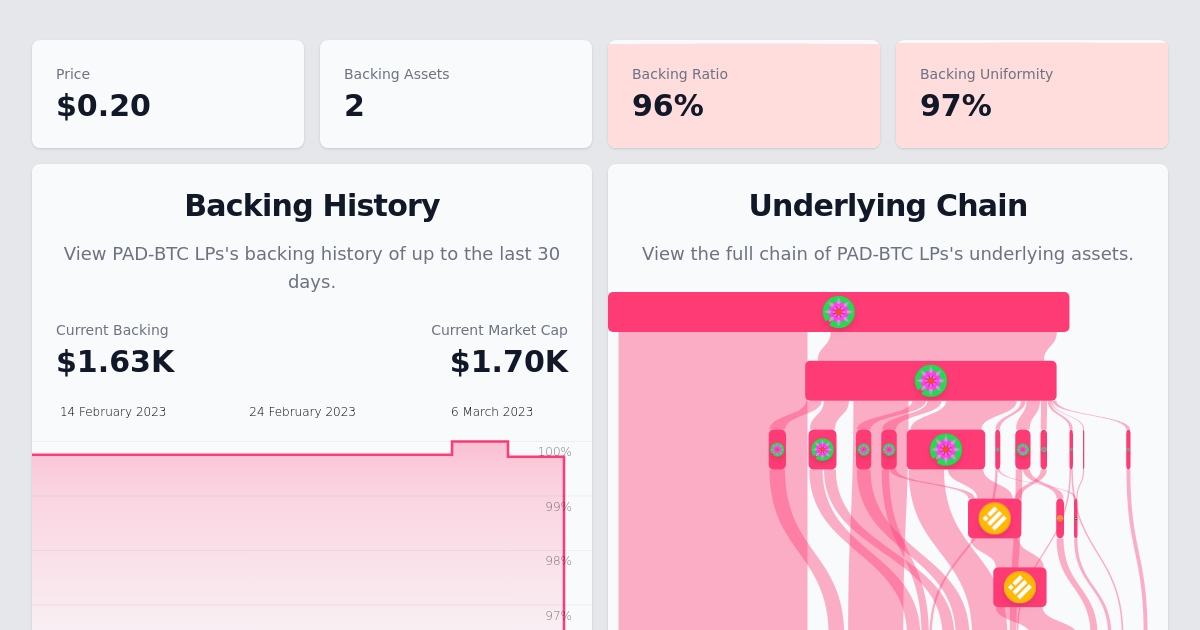 Price
$0.20
Backing Assets
2
Backing Ratio
96%
Backing Uniformity
97%
Backing History
View PAD-BTC LPs's backing history of up to the last 30
days.
Current Backing
$1.63K
Current Market Cap
$1.70K
14 February 2023
24 February 2023
6 March 2023
100%
99%
98%
97%
Underlying Chain
View the full chain of PAD-BTC LPs's underlying assets.